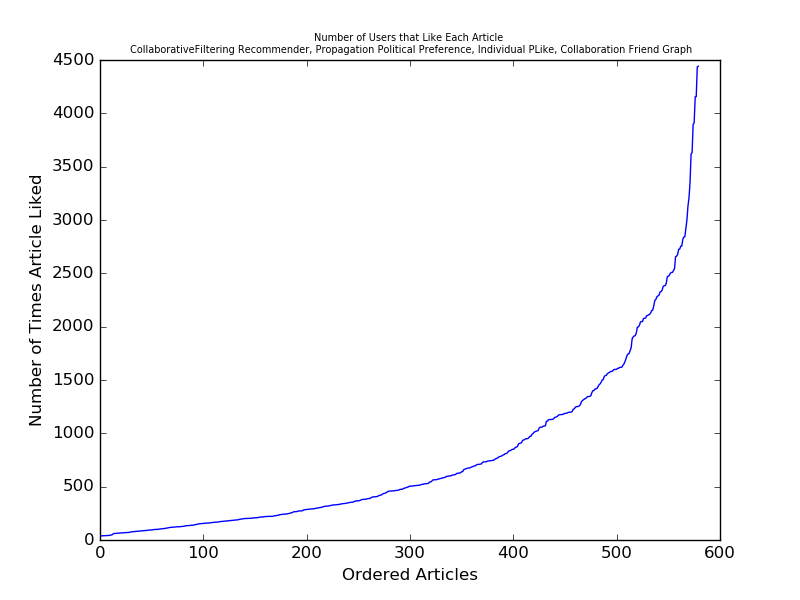 Number of Users that Like Each Article
CollaborativeFiltering Recommender, Propagation Political Preference, Individual PLike, Collaboration Friend Graph
4500
4000
3500
3000
2500
2000
1500
1000
500
0
Number of Times Article Liked
0 100 200 300 400 500 600
Ordered Articles